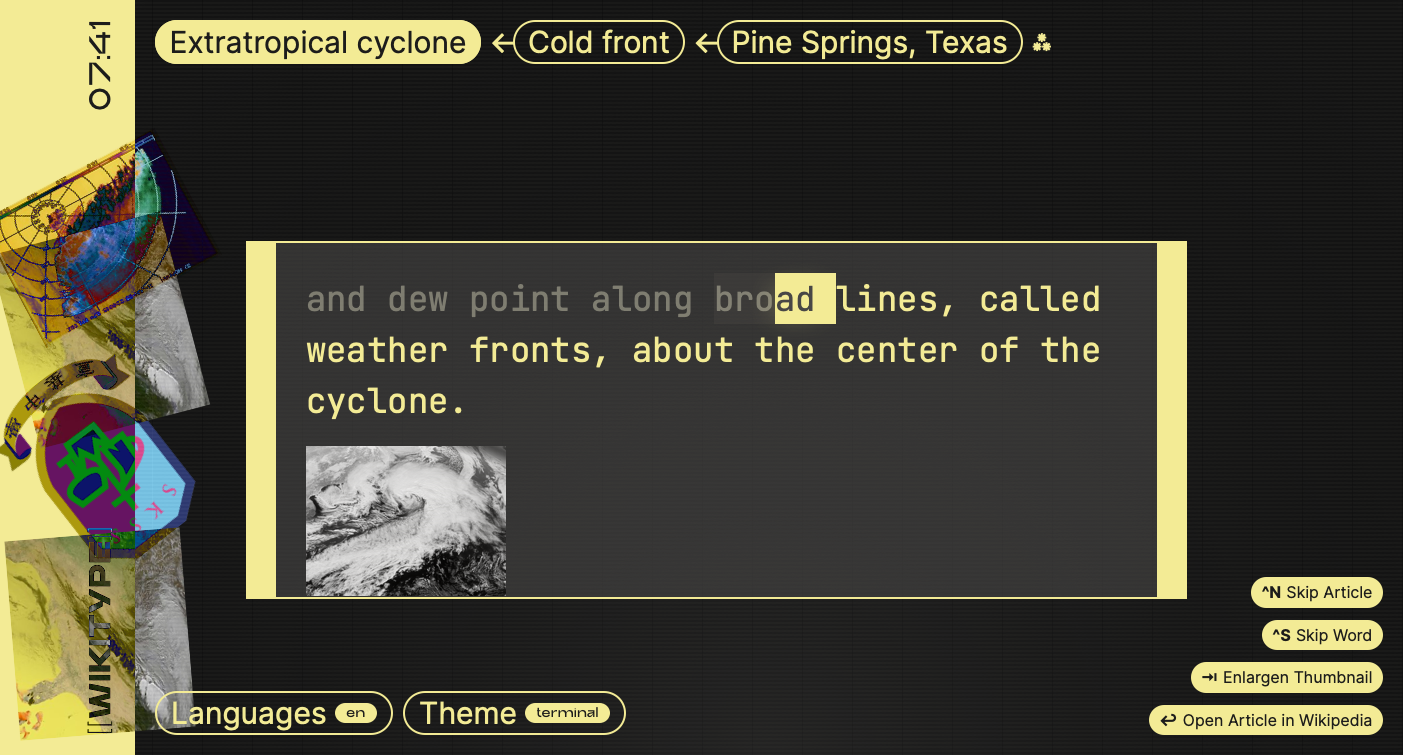 07:41
Extratropical cyclone ← Cold front ← Pine Springs, Texas
and dew point along broad lines, called
weather fronts, about the center of the
cyclone.
^N Skip Article
^S Skip Word
⇥ Enlargen Thumbnail
↩ Open Article in Wikipedia
[[WIKITYPE]]
Languages en Theme terminal